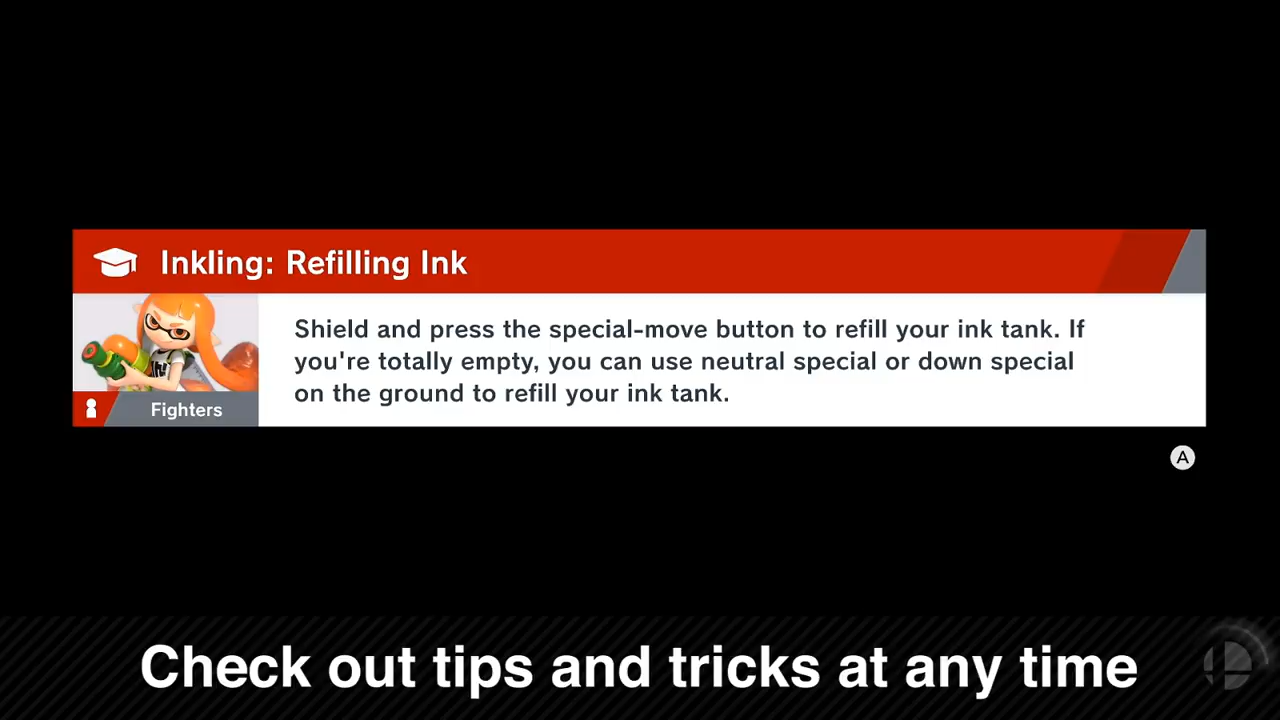 Inkling: Refilling Ink
Shield and press the special-move button to refill your ink tank. If
you're totally empty, you can use neutral special or down special
on the ground to refill your ink tank.
Fighters
A
Check out tips and tricks at any time